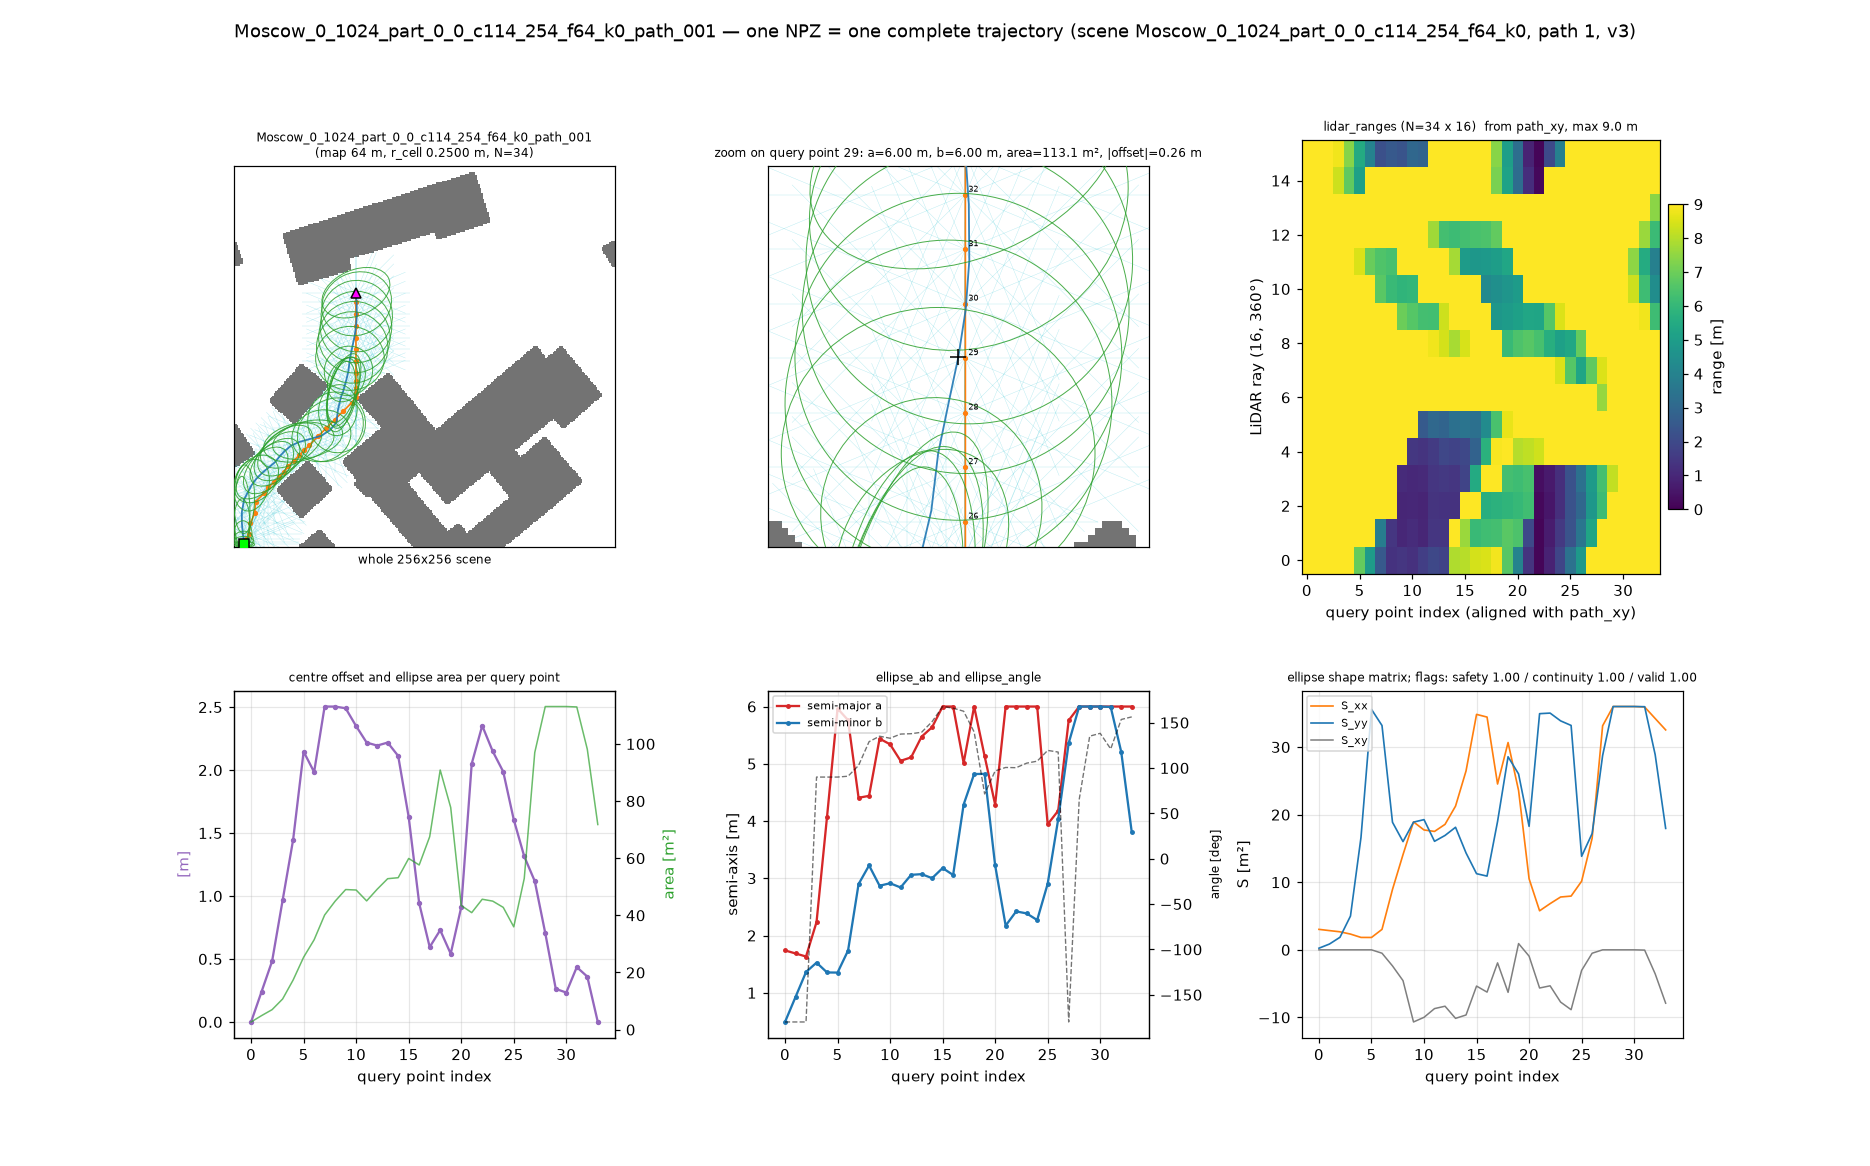 Moscow_0_1024_part_0_0_c114_254_f64_k0_path_001 — one NPZ = one complete trajectory (scene Moscow_0_1024_part_0_0_c114_254_f64_k0, path 1, v3)
Moscow_0_1024_part_0_0_c114_254_f64_k0_path_001
(map 64 m, r_cell 0.2500 m, N=34)
whole 256x256 scene
zoom on query point 29: a=6.00 m, b=6.00 m, area=113.1 m², |offset|=0.26 m
32
31
30
29
28
27
26
lidar_ranges (N=34 x 16)  from path_xy, max 9.0 m
LiDAR ray (16, 360°)
14
12
10
8
6
4
2
0
0 5 10 15 20 25 30
query point index (aligned with path_xy)
9
8
7
6
5
4
3
2
1
0
range [m]
centre offset and ellipse area per query point
[m]
2.5
2.0
1.5
1.0
0.5
0.0
100
80
60
40
20
0
area [m²]
0 5 10 15 20 25 30
query point index
ellipse_ab and ellipse_angle
semi-major a
semi-minor b
semi-axis [m]
6
5
4
3
2
1
150
100
50
0
−50
−100
−150
angle [deg]
0 5 10 15 20 25 30
query point index
ellipse shape matrix; flags: safety 1.00 / continuity 1.00 / valid 1.00
S_xx
S_yy
S_xy
S [m²]
30
20
10
0
−10
0 5 10 15 20 25 30
query point index